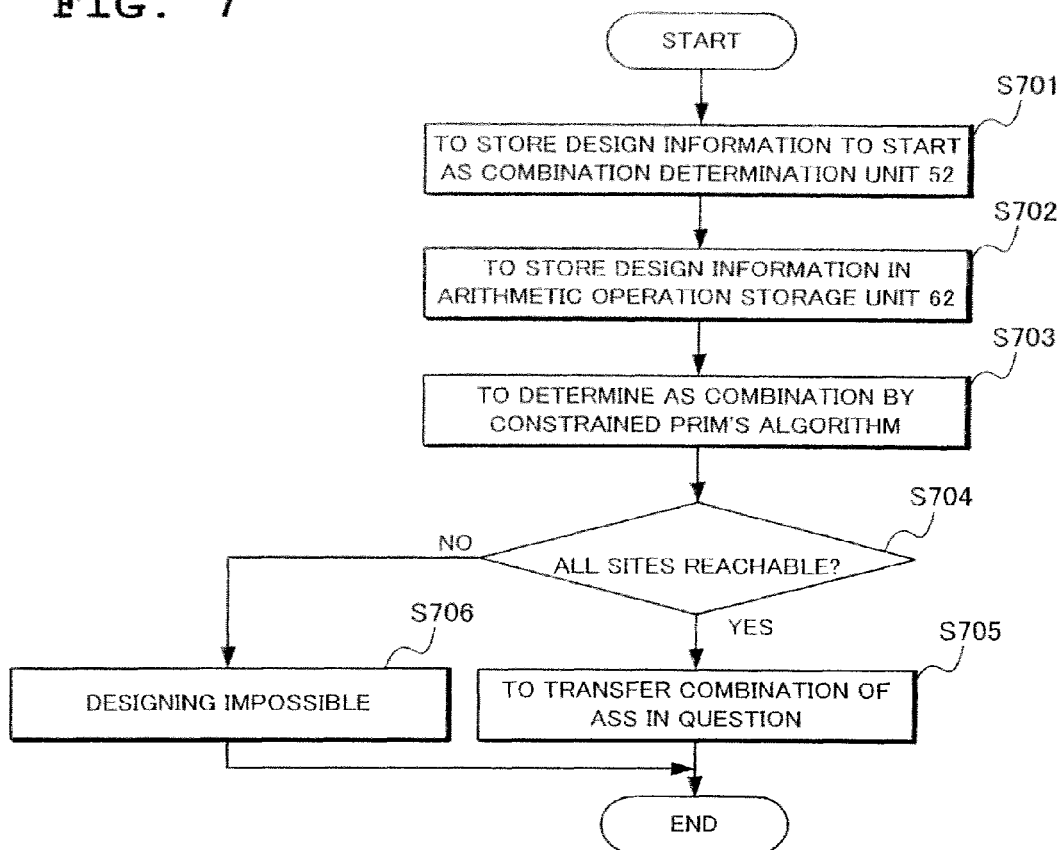 FIG. 7
START
S701
TO STORE DESIGN INFORMATION TO START
AS COMBINATION DETERMINATION UNIT 52
S702
TO STORE DESIGN INFORMATION IN
ARITHMETIC OPERATION STORAGE UNIT 62
S703
TO DETERMINE AS COMBINATION BY
CONSTRAINED PRIM'S ALGORITHM
S704
NO
ALL SITES REACHABLE?
S706
YES
S705
DESIGNING IMPOSSIBLE
TO TRANSFER COMBINATION OF
ASS IN QUESTION
END